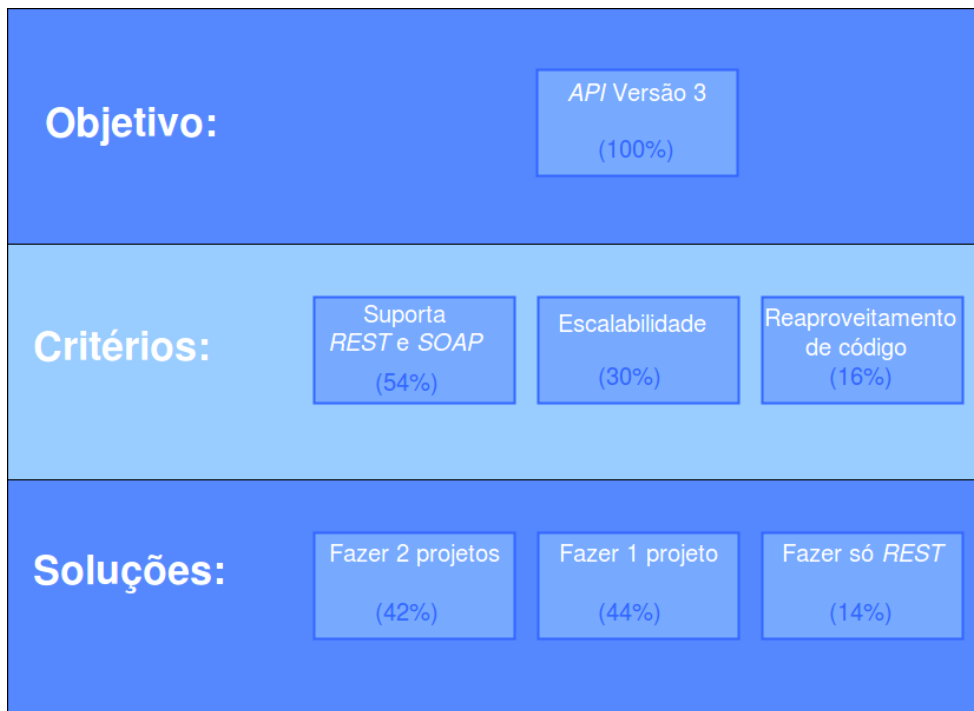 Objetivo:
API Versão 3
(100%)
Critérios:
Suporta
REST e SOAP
(54%)
Escalabilidade
(30%)
Reaproveitamento
de código
(16%)
Soluções:
Fazer 2 projetos
(42%)
Fazer 1 projeto
(44%)
Fazer só REST
(14%)